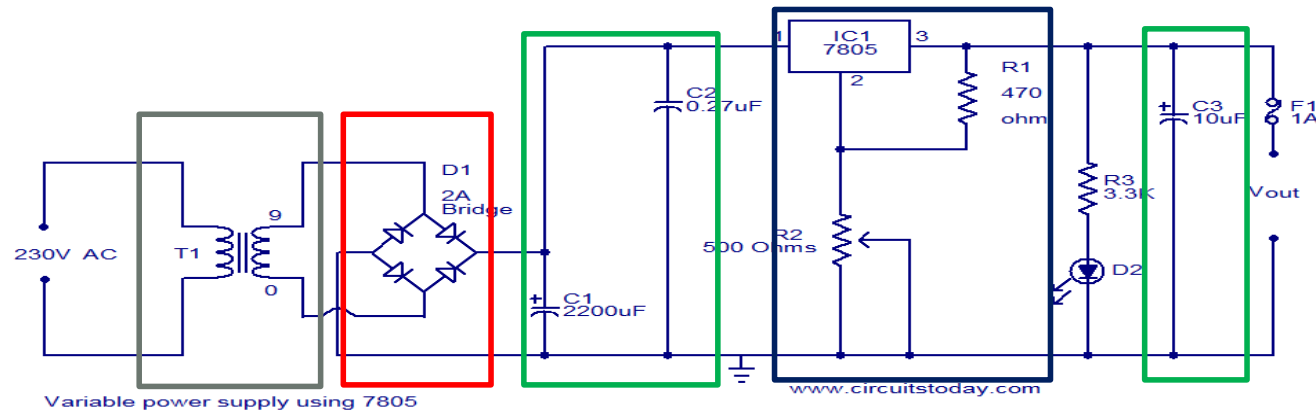 230V AC
T1
9
0
D1
2A
Bridge
C1
2200uF
C2
0.27uF
1
IC1
7805
3
2
R1
470
ohm
R2
500 Ohms
R3
3.3K
D2
C3
10uF
F1
1A
Vout
+
+
www.circuitstoday.com
Variable power supply using 7805